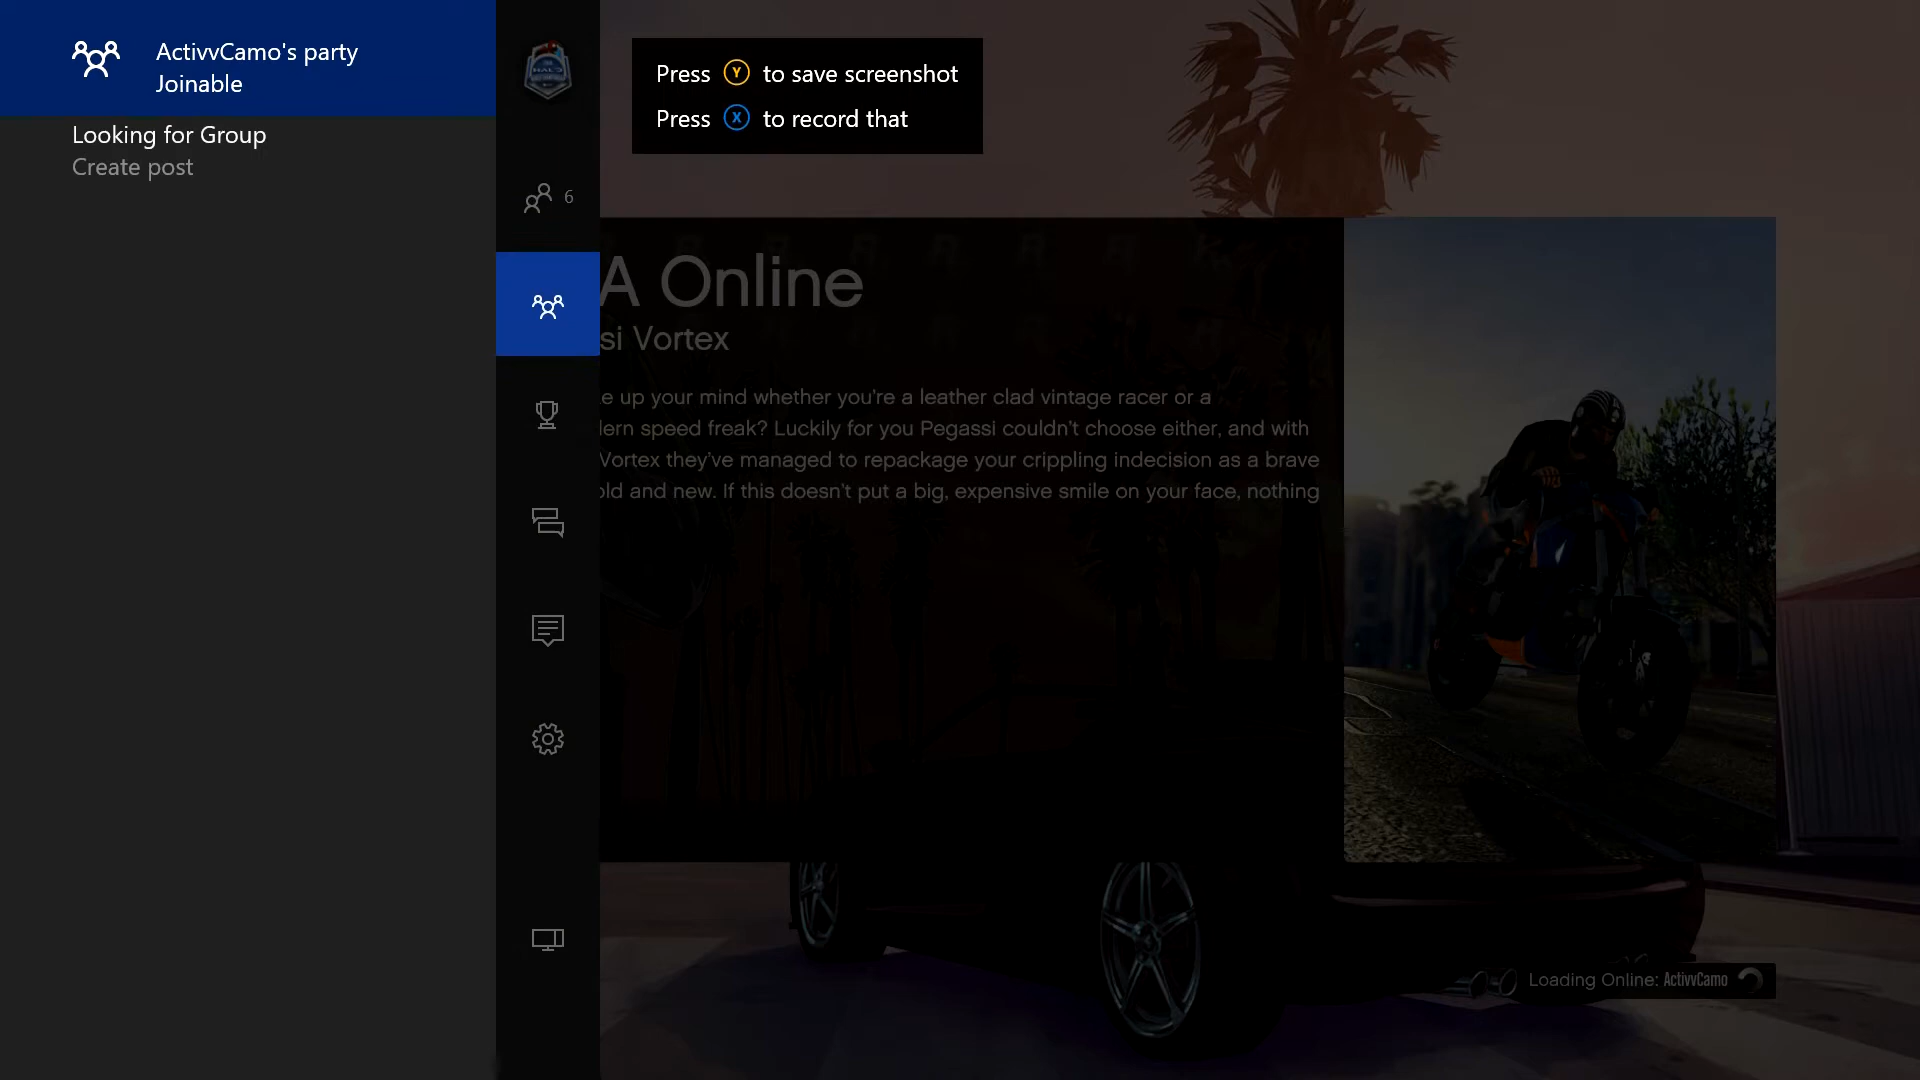 ActivvCamo's party
Joinable
Looking for Group
Create post
6
Press Y to save screenshot
Press X to record that
A Online
si Vortex
e up your mind whether you're a leather clad vintage racer or a
lern speed freak? Luckily for you Pegassi couldn't choose either, and with
Vortex they've managed to repackage your crippling indecision as a brave
old and new. If this doesn't put a big, expensive smile on your face, nothing
Loading Online: ActivvCamo